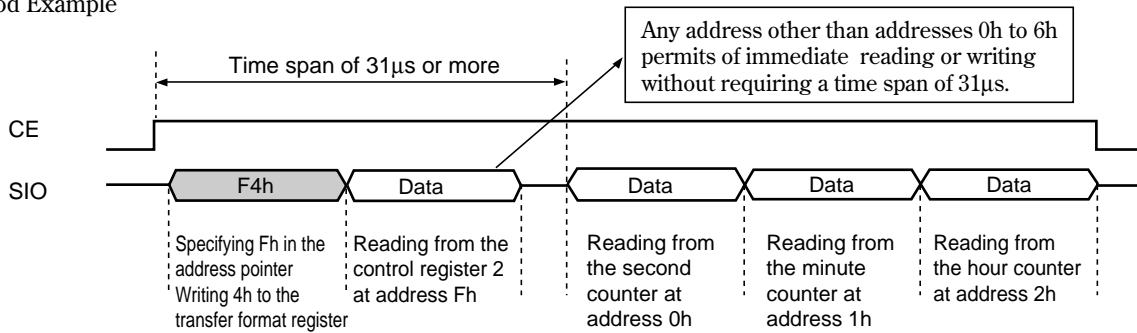 od Example
Any address other than addresses 0h to 6h
permits of immediate reading or writing
without requiring a time span of 31µs.
Time span of 31µs or more
CE
SIO
F4h
Data
Data
Data
Data
Specifying Fh in the
address pointer
Writing 4h to the
transfer format register
Reading from the
control register 2
at address Fh
Reading from
the second
counter at
address 0h
Reading from
the minute
counter at
address 1h
Reading from
the hour counter
at address 2h